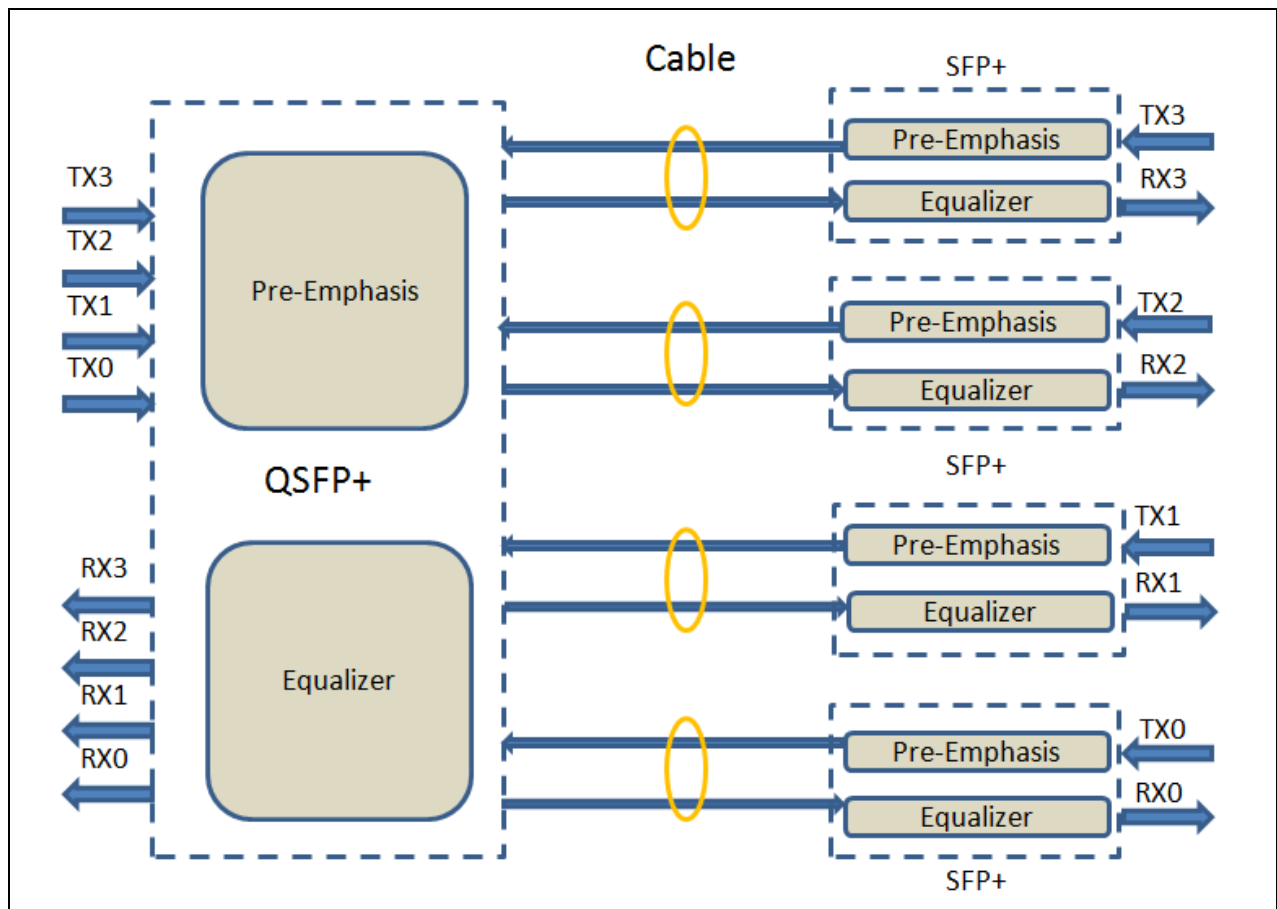 Cable
SFP+
TX3
Pre-Emphasis
RX3
Equalizer
TX3
TX2
TX1
TX0
Pre-Emphasis
TX2
Pre-Emphasis
RX2
Equalizer
SFP+
QSFP+
TX1
Pre-Emphasis
RX1
Equalizer
RX3
RX2
RX1
RX0
Equalizer
TX0
Pre-Emphasis
RX0
Equalizer
SFP+